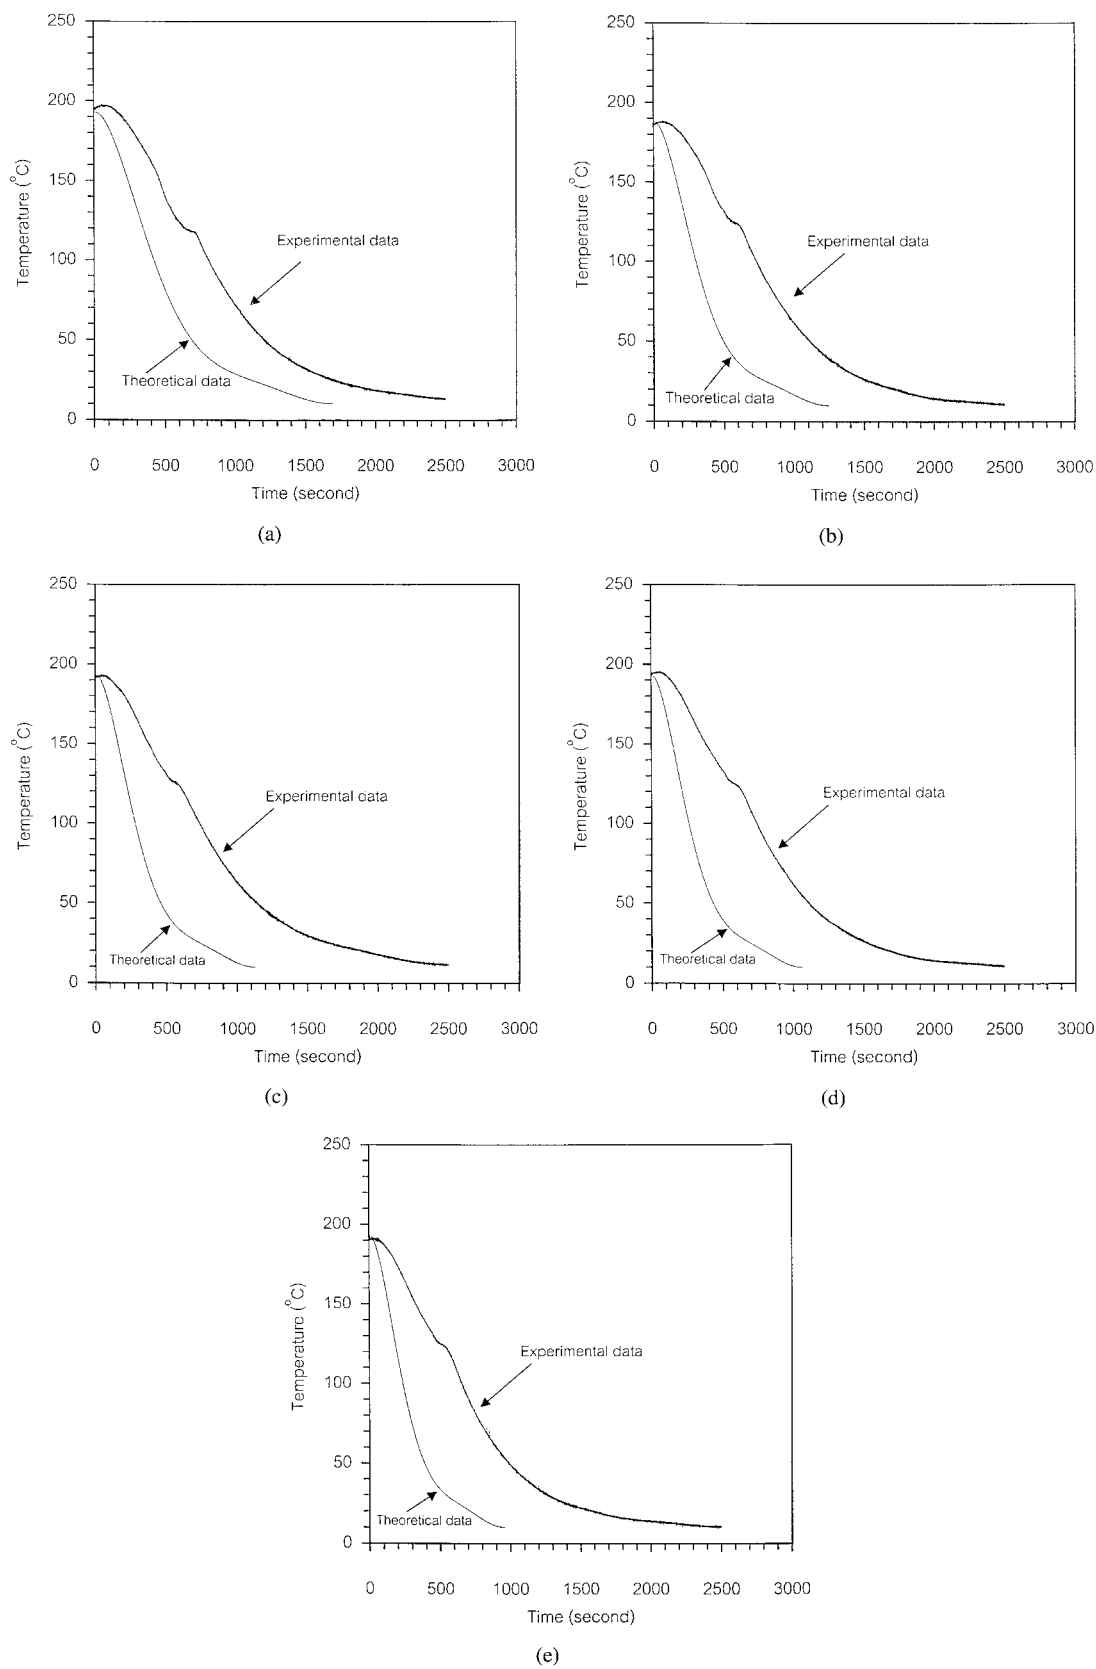 250
200
150
100
50
0
Temperature (°C)
Experimental data
Theoretical data
0 500 1000 1500 2000 2500 3000
Time (second)
(a)
250
200
150
100
50
0
Temperature (°C)
Experimental data
Theoretical data
0 500 1000 1500 2000 2500 3000
Time (second)
(b)
250
200
150
100
50
0
Temperature (°C)
Experimental data
Theoretical data
0 500 1000 1500 2000 2500 3000
Time (second)
(c)
250
200
150
100
50
0
Temperature (°C)
Experimental data
Theoretical data
0 500 1000 1500 2000 2500 3000
Time (second)
(d)
250
200
150
100
50
0
Temperature (°C)
Experimental data
Theoretical data
0 500 1000 1500 2000 2500 3000
Time (second)
(e)